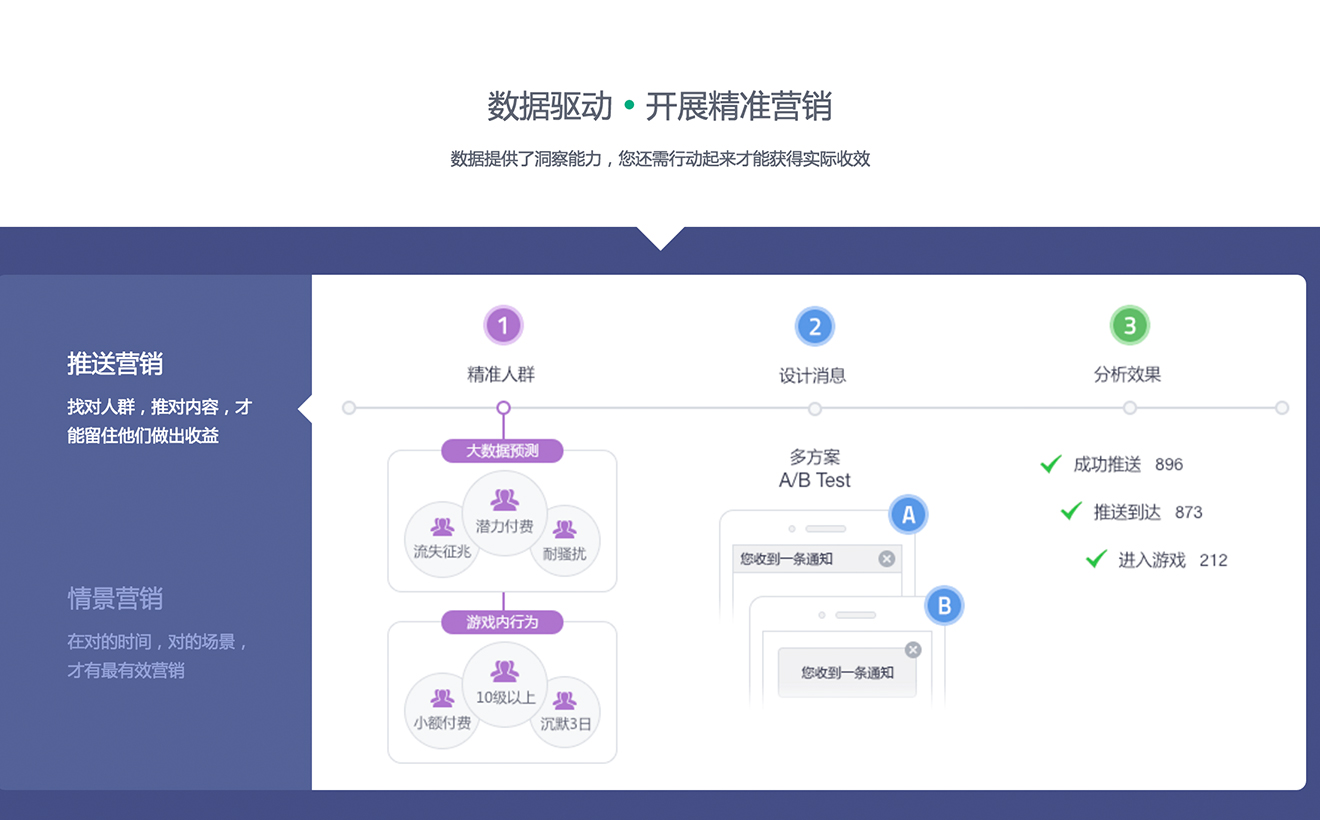 数据驱动•开展精准营销
数据提供了洞察能力，您还需行动起来才能获得实际收效
推送营销
找对人群，推对内容，才
能留住他们做出收益
情景营销
在对的时间，对的场景，
才有最有效营销
1
精准人群
大数据预测
流失征兆
潜力付费
耐骚扰
游戏内行为
小额付费
10级以上
沉默3日
2
设计消息
多方案
A/B Test
A
您收到一条通知
B
您收到一条通知
3
分析效果
成功推送 896
推送到达 873
进入游戏 212